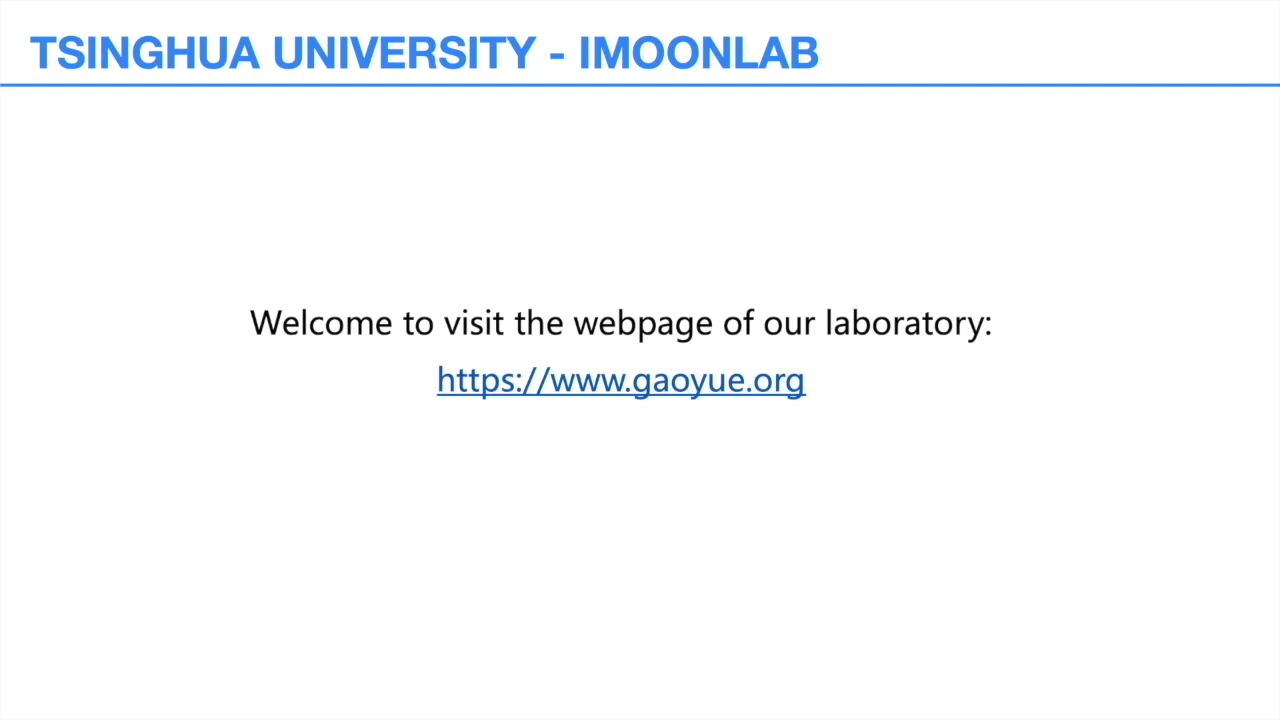 TSINGHUA UNIVERSITY - IMOONLAB
Welcome to visit the webpage of our laboratory:
https://www.gaoyue.org